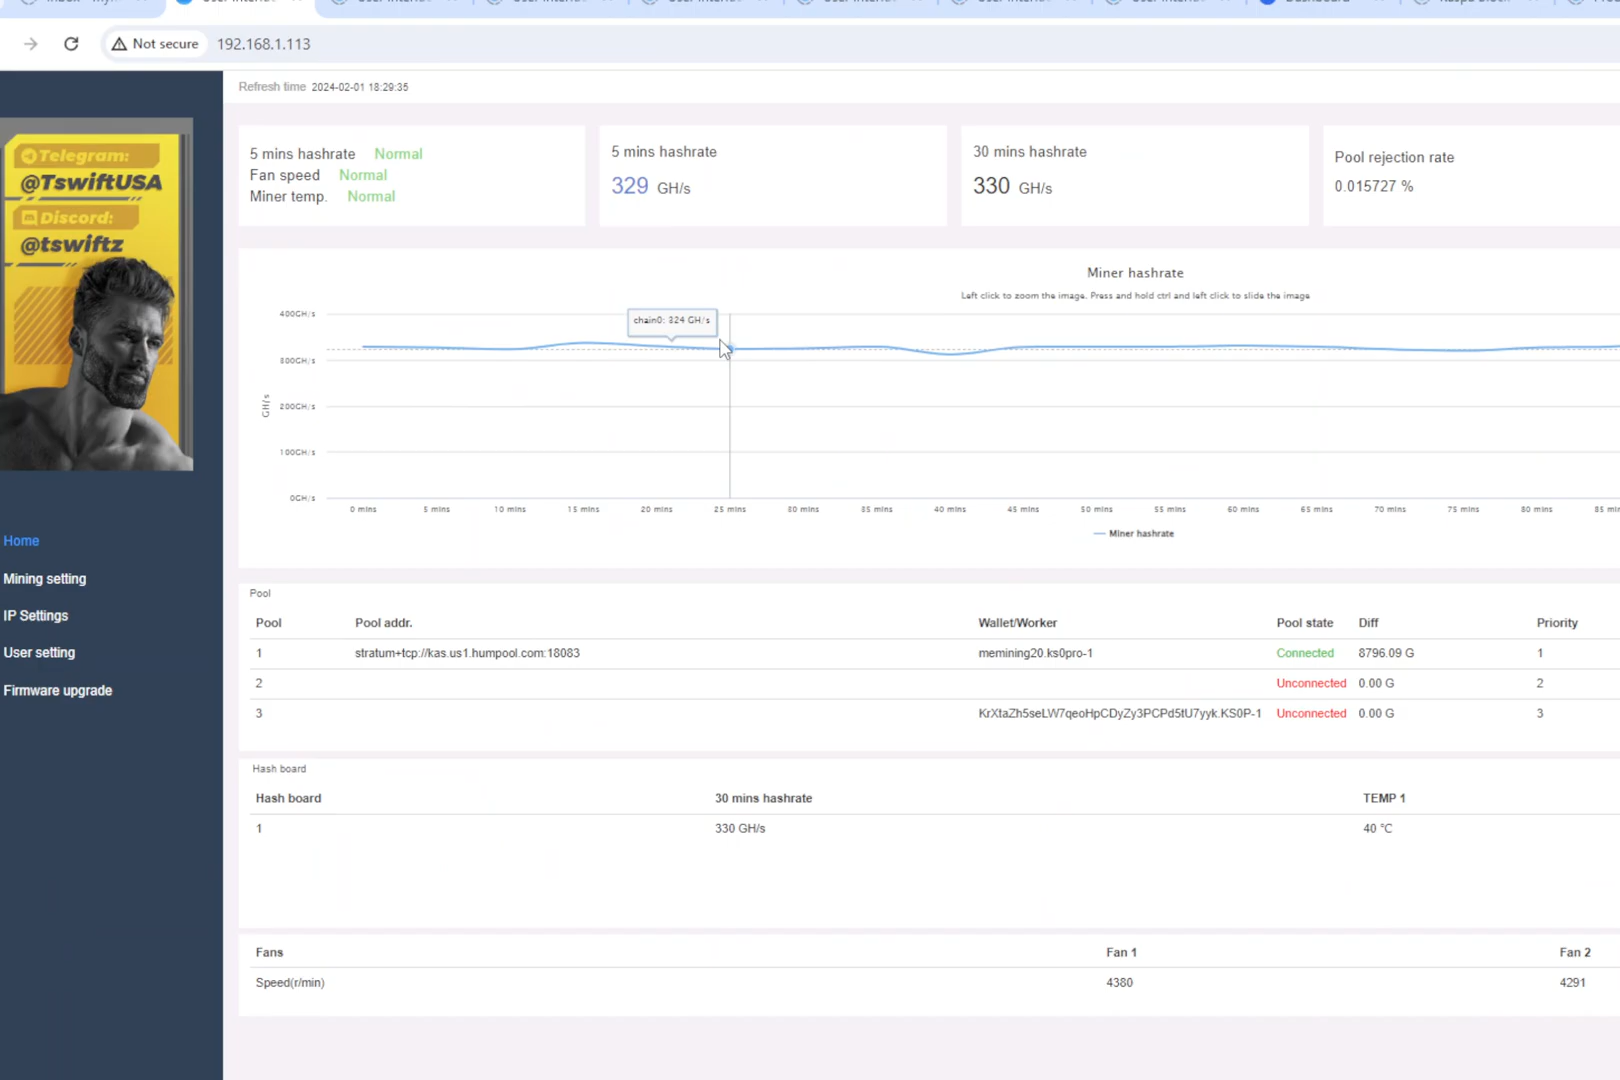 Not secure 192.168.1.113
Refresh time 2024-02-01 18:29:35
Telegram:
@TswiftUSA
Discord:
@tswiftz
Home
Mining setting
IP Settings
User setting
Firmware upgrade
5 mins hashrate Normal
Fan speed Normal
Miner temp. Normal
5 mins hashrate
329 GH/s
30 mins hashrate
330 GH/s
Pool rejection rate
0.015727 %
Miner hashrate
Left click to zoom the image. Press and hold ctrl and left click to slide the image
chain0: 324 GH/s
400GH/s
300GH/s
200GH/s
100GH/s
0GH/s
GH/s
0 mins 5 mins 10 mins 15 mins 20 mins 25 mins 30 mins 35 mins 40 mins 45 mins 50 mins 55 mins 60 mins 65 mins 70 mins 75 mins 80 mins 85 min
Miner hashrate
Pool
Pool Pool addr. Wallet/Worker Pool state Diff Priority
1 stratum+tcp://kas.us1.humpool.com:18083 memining20.ks0pro-1 Connected 8796.09 G 1
2 Unconnected 0.00 G 2
3 KrXtaZh5seLW7qeoHpCDyZy3PCPd5tU7yyk.KS0P-1 Unconnected 0.00 G 3
Hash board
Hash board 30 mins hashrate TEMP 1
1 330 GH/s 40 °C
Fans Fan 1 Fan 2
Speed(r/min) 4380 4291